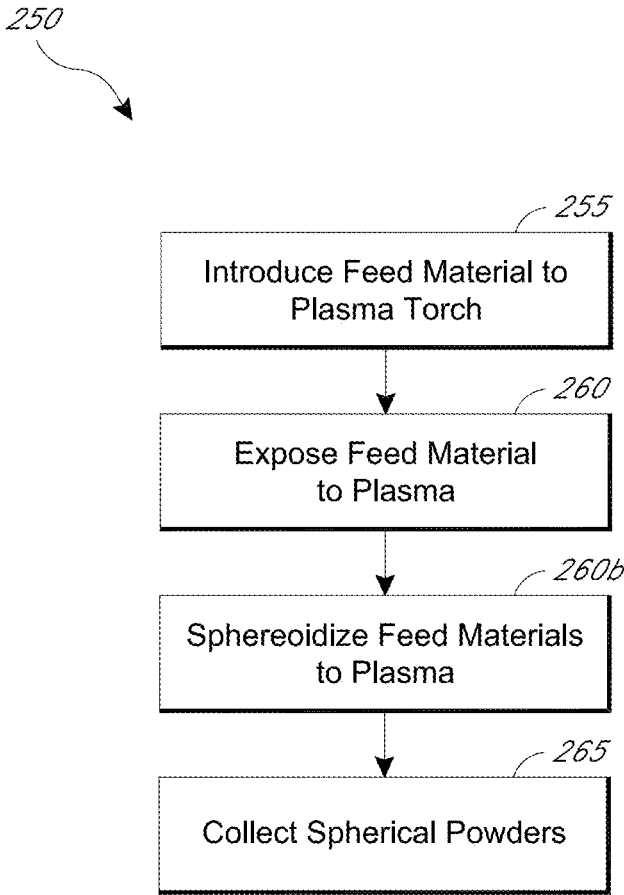 250
255
Introduce Feed Material to
Plasma Torch
260
Expose Feed Material
to Plasma
260b
Sphereoidize Feed Materials
to Plasma
265
Collect Spherical Powders